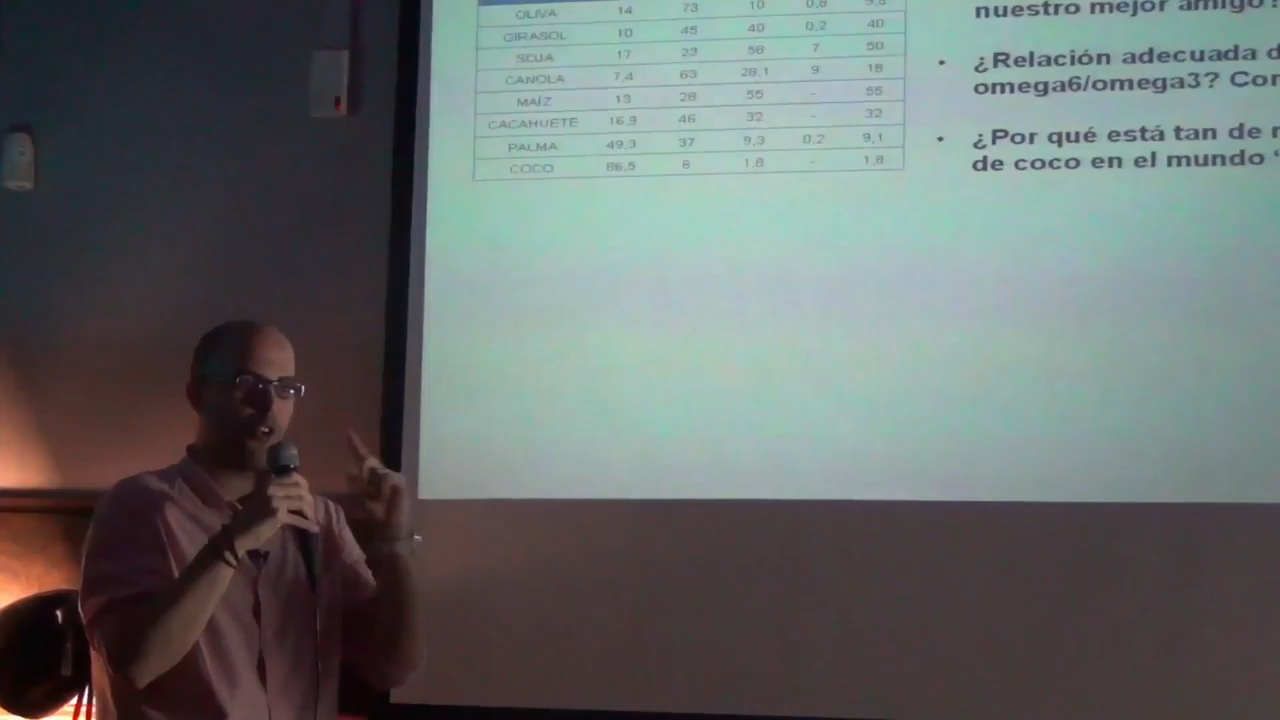 OLIVA 14 73 10 0,8
GIRASOL 10 45 40 0,2 40
SOJA 17 23 58 7 50
CANOLA 7,4 63 28,1 9 18
MAÍZ 13 28 55 - 55
CACAHUETE 16,9 46 32 - 32
PALMA 49,3 37 9,3 0,2 9,1
COCO 86,5 6 1,8 - 1,8
nuestro mejor amigo?
• ¿Relación adecuada d
omega6/omega3? Con
• ¿Por qué está tan de
de coco en el mundo